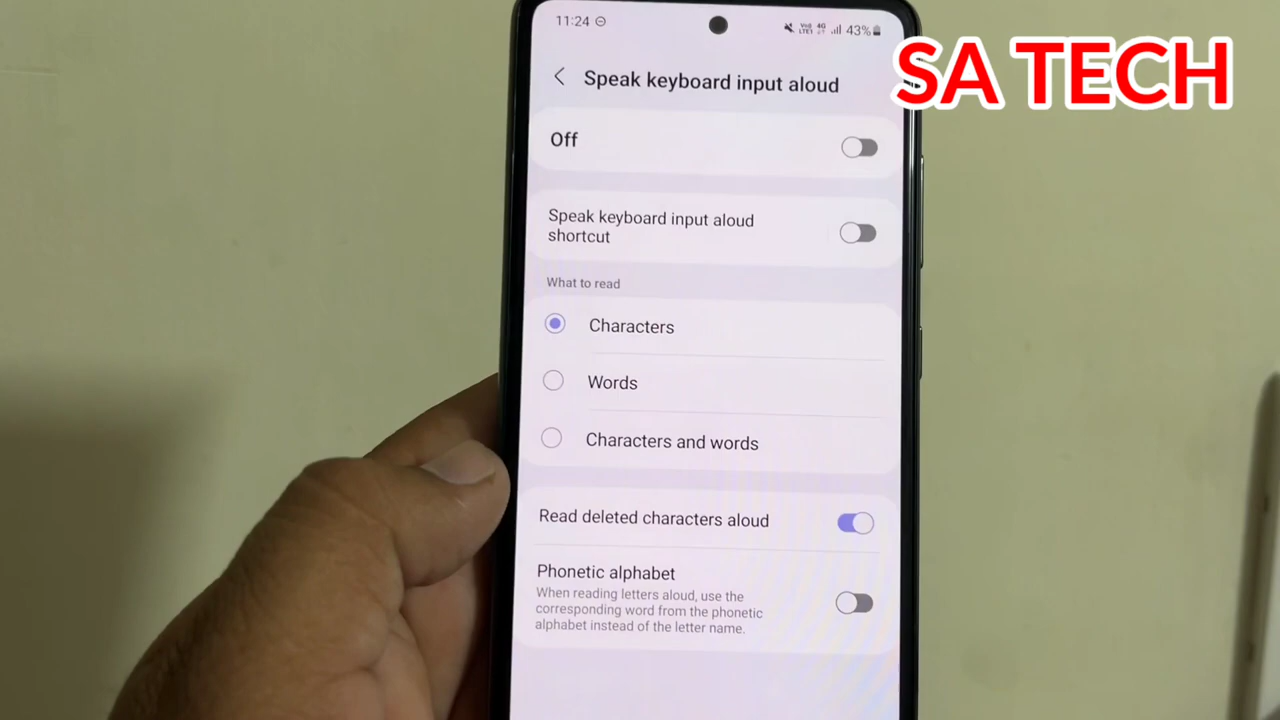 11:24
43%
SA TECH
Speak keyboard input aloud
Off
Speak keyboard input aloud
shortcut
What to read
Characters
Words
Characters and words
Read deleted characters aloud
Phonetic alphabet
When reading letters aloud, use the
corresponding word from the phonetic
alphabet instead of the letter name.